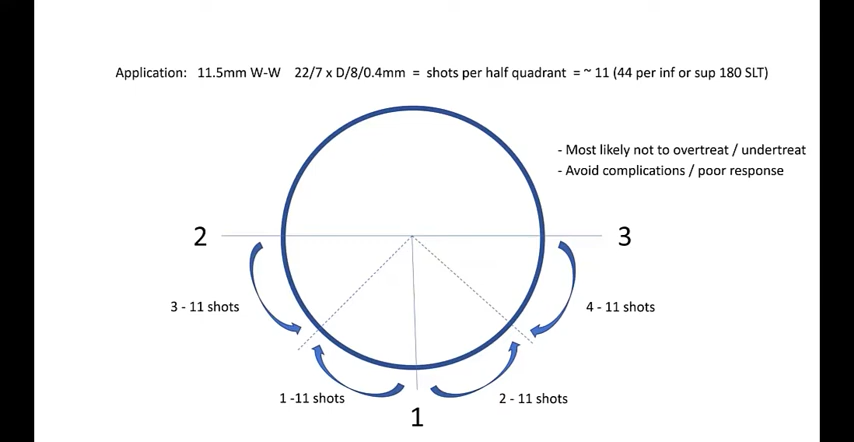 Application: 11.5mm W-W 22/7 x D/8/0.4mm = shots per half quadrant = ~ 11 (44 per inf or sup 180 SLT)
- Most likely not to overtreat / undertreat
- Avoid complications / poor response
2
3
3 - 11 shots
4 - 11 shots
1 -11 shots
2 - 11 shots
1